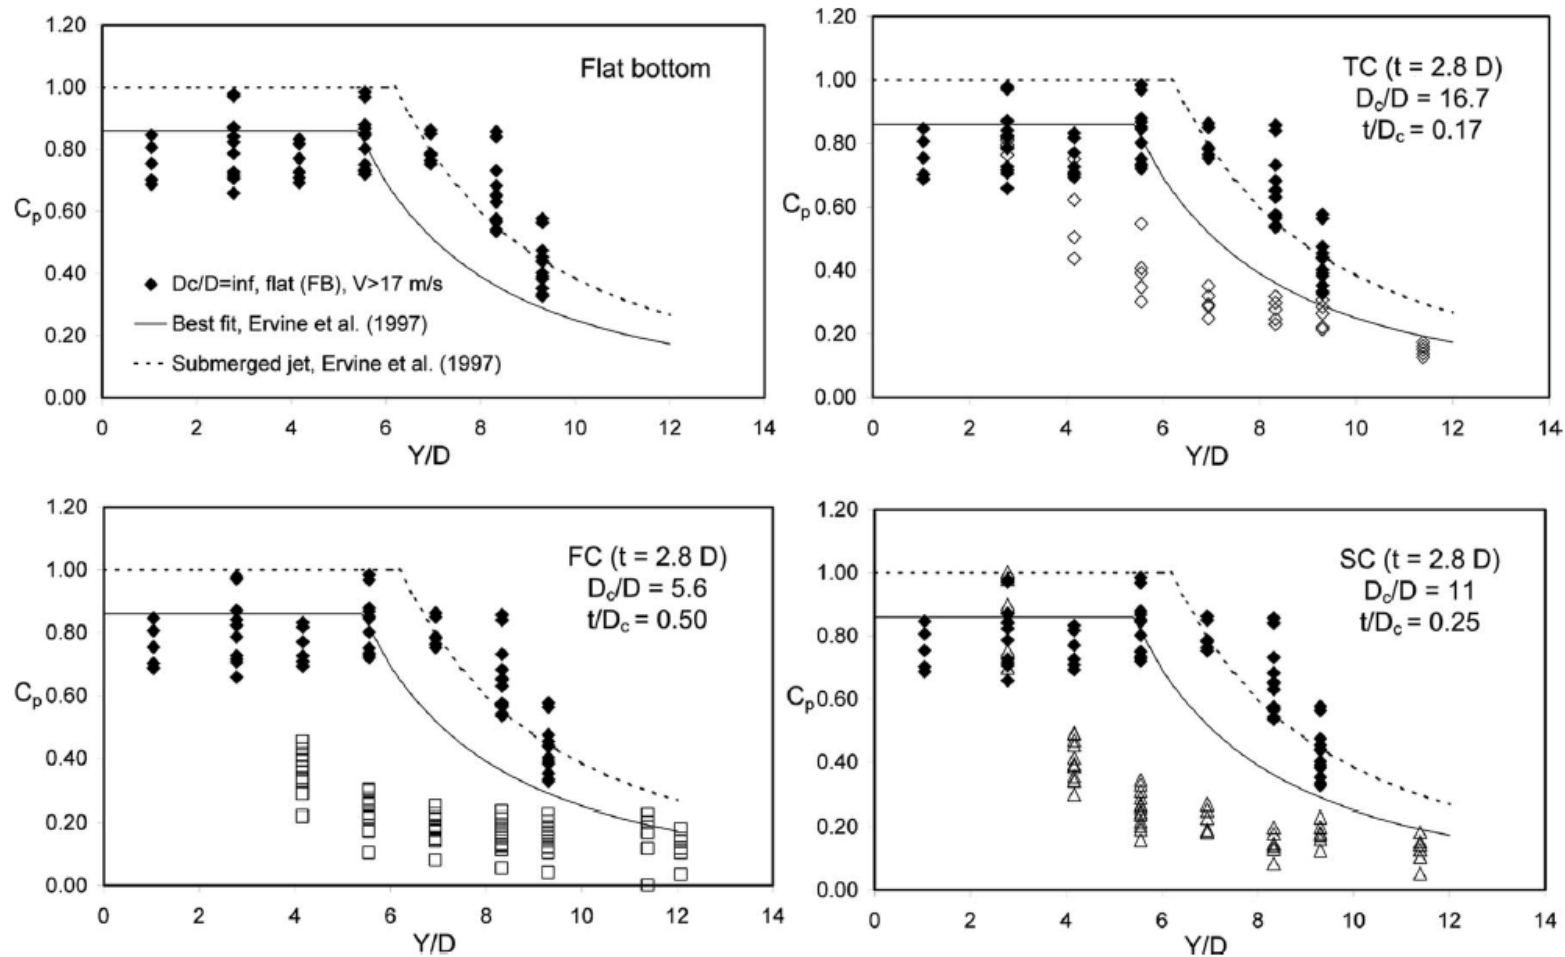 1.20
1.00
0.80
0.60
0.40
0.20
0.00
Cp
Flat bottom
Dc/D=inf, flat (FB), V>17 m/s
Best fit, Ervine et al. (1997)
Submerged jet, Ervine et al. (1997)
0 2 4 6 8 10 12 14
Y/D
1.20
1.00
0.80
0.60
0.40
0.20
0.00
Cp
TC (t = 2.8 D)
Dc/D = 16.7
t/Dc = 0.17
0 2 4 6 8 10 12 14
Y/D
1.20
1.00
0.80
0.60
0.40
0.20
0.00
Cp
FC (t = 2.8 D)
Dc/D = 5.6
t/Dc = 0.50
0 2 4 6 8 10 12 14
Y/D
1.20
1.00
0.80
0.60
0.40
0.20
0.00
Cp
SC (t = 2.8 D)
Dc/D = 11
t/Dc = 0.25
0 2 4 6 8 10 12 14
Y/D